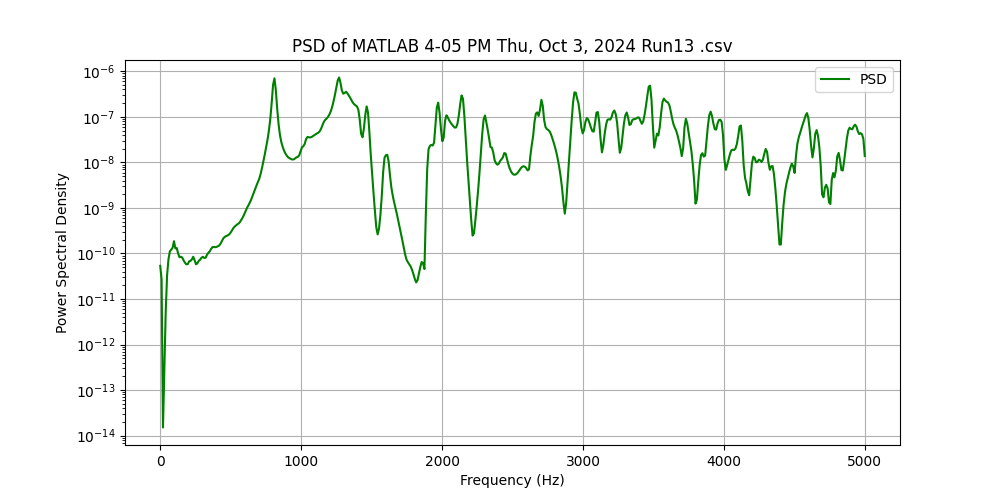 PSD of MATLAB 4-05 PM Thu, Oct 3, 2024 Run13 .csv
PSD
Power Spectral Density
10⁻⁶
10⁻⁷
10⁻⁸
10⁻⁹
10⁻¹⁰
10⁻¹¹
10⁻¹²
10⁻¹³
10⁻¹⁴
0 1000 2000 3000 4000 5000
Frequency (Hz)